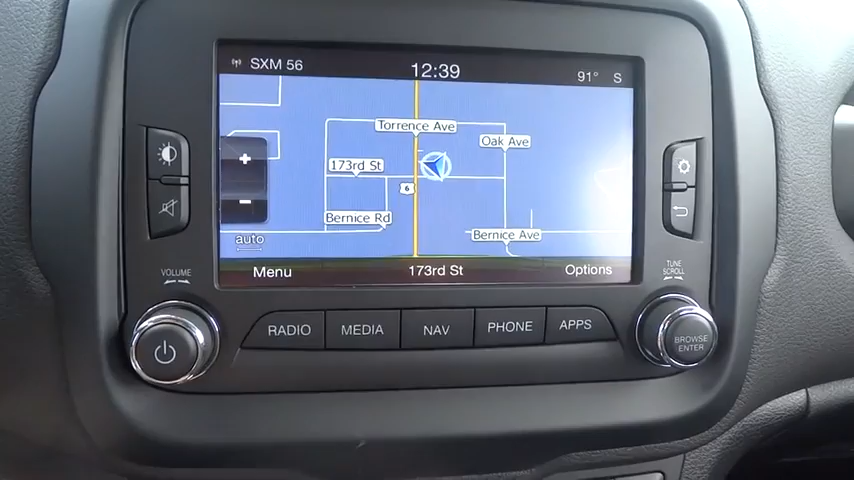 SXM 56
12:39
91° S
Torrence Ave
Oak Ave
173rd St
6
Bernice Rd
Bernice Ave
auto
Menu
173rd St
Options
VOLUME
TUNE
SCROLL
RADIO
MEDIA
NAV
PHONE
APPS
BROWSE
ENTER